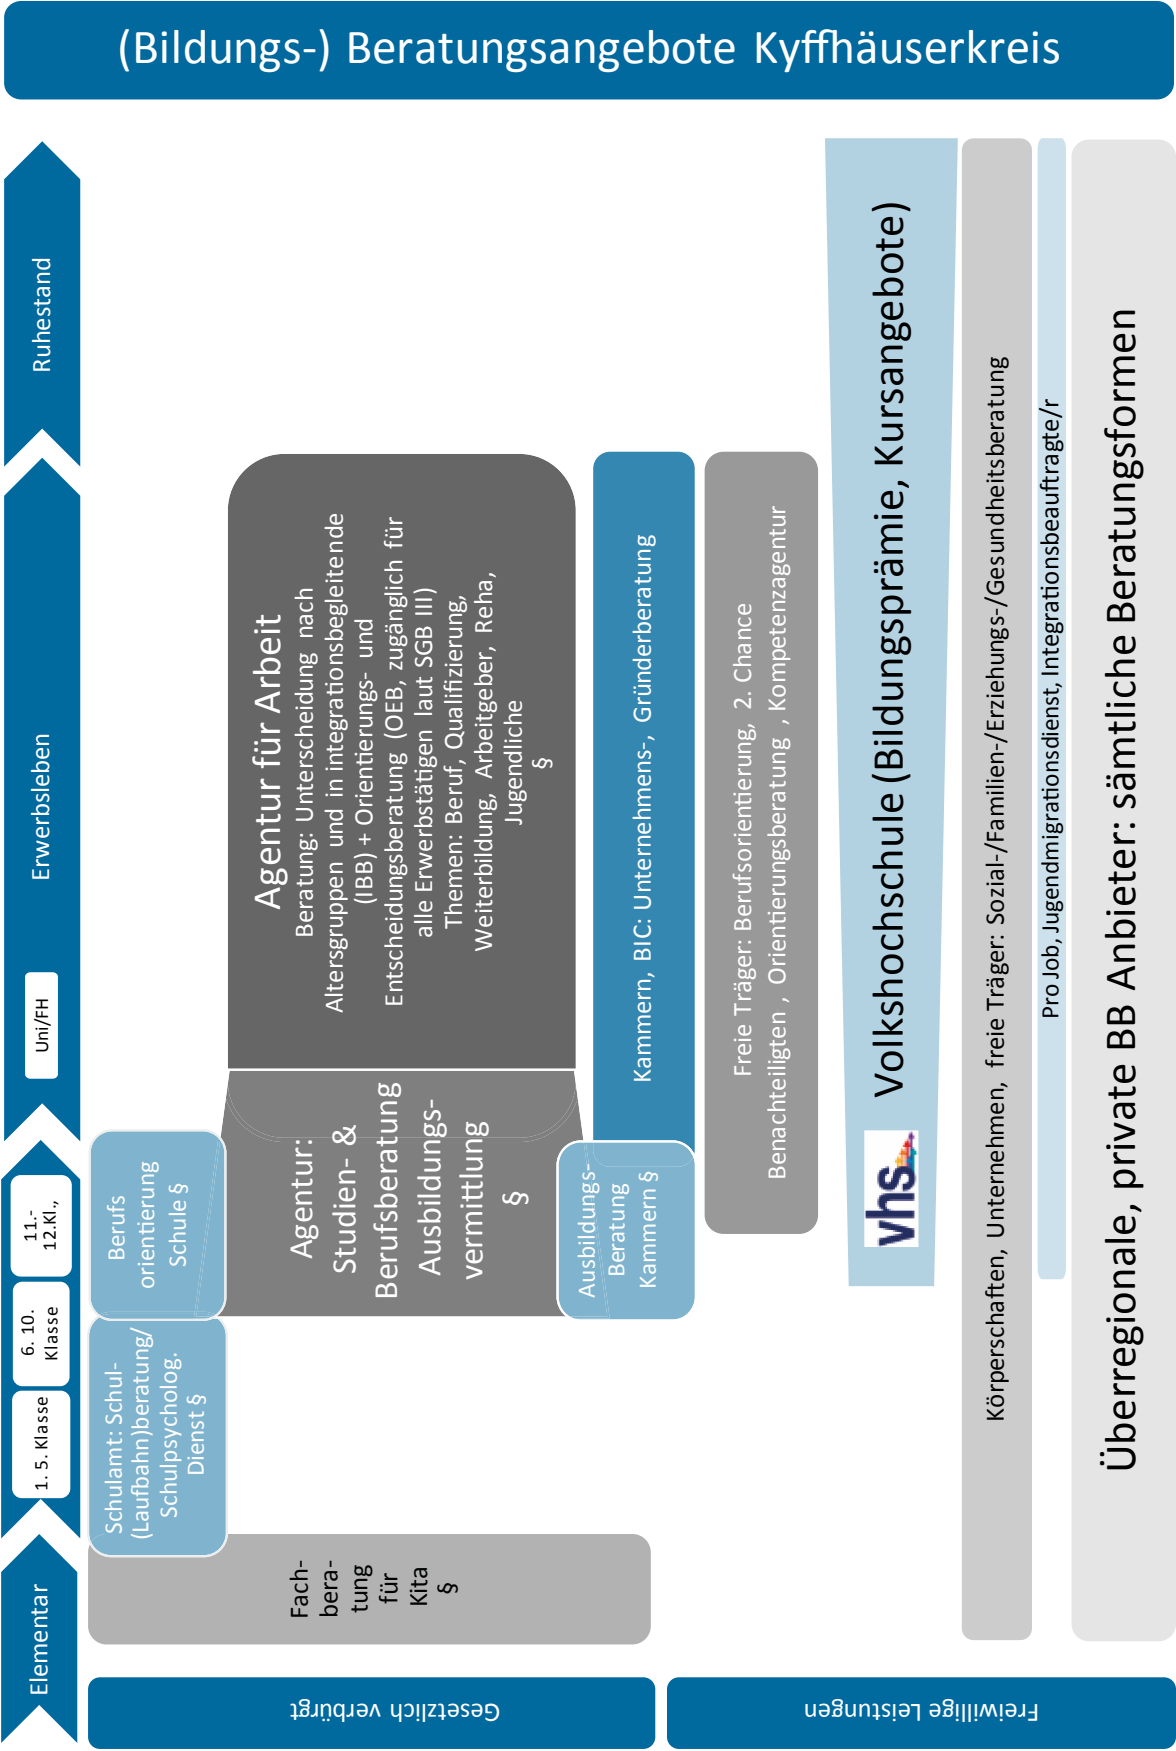 (Bildungs-) Beratungsangebote Kyffhäuserkreis
Elementar
1. 5. Klasse
6. 10.
Klasse
11.-
12.Kl.,
Uni/FH
Erwerbsleben
Ruhestand
Gesetzlich verbürgt
Fach-
bera-
tung
für
Kita
§
Schulamt: Schul-
(Laufbahn)beratung/
Schulpsycholog.
Dienst §
Berufs
orientierung
Schule §
Agentur:
Studien- &
Berufsberatung
Ausbildungs-
vermittlung
§
Agentur für Arbeit
Beratung: Unterscheidung nach
Altersgruppen und in integrationsbegleitende
(IBB) + Orientierungs- und
Entscheidungsberatung (OEB, zugänglich für
alle Erwerbstätigen laut SGB III)
Themen: Beruf, Qualifizierung,
Weiterbildung, Arbeitgeber, Reha,
Jugendliche
§
Ausbildungs-
Beratung
Kammern §
Kammern, BIC: Unternehmens-, Gründerberatung
Freiwillige Leistungen
Freie Träger: Berufsorientierung, 2. Chance
Benachteiligten , Orientierungsberatung , Kompetenzagentur
vhs
Volkshochschule (Bildungsprämie, Kursangebote)
Körperschaften, Unternehmen, freie Träger: Sozial-/Familien-/Erziehungs-/Gesundheitsberatung
Pro Job, Jugendmigrationsdienst, Integrationsbeauftragte/r
Überregionale, private BB Anbieter: sämtliche Beratungsformen